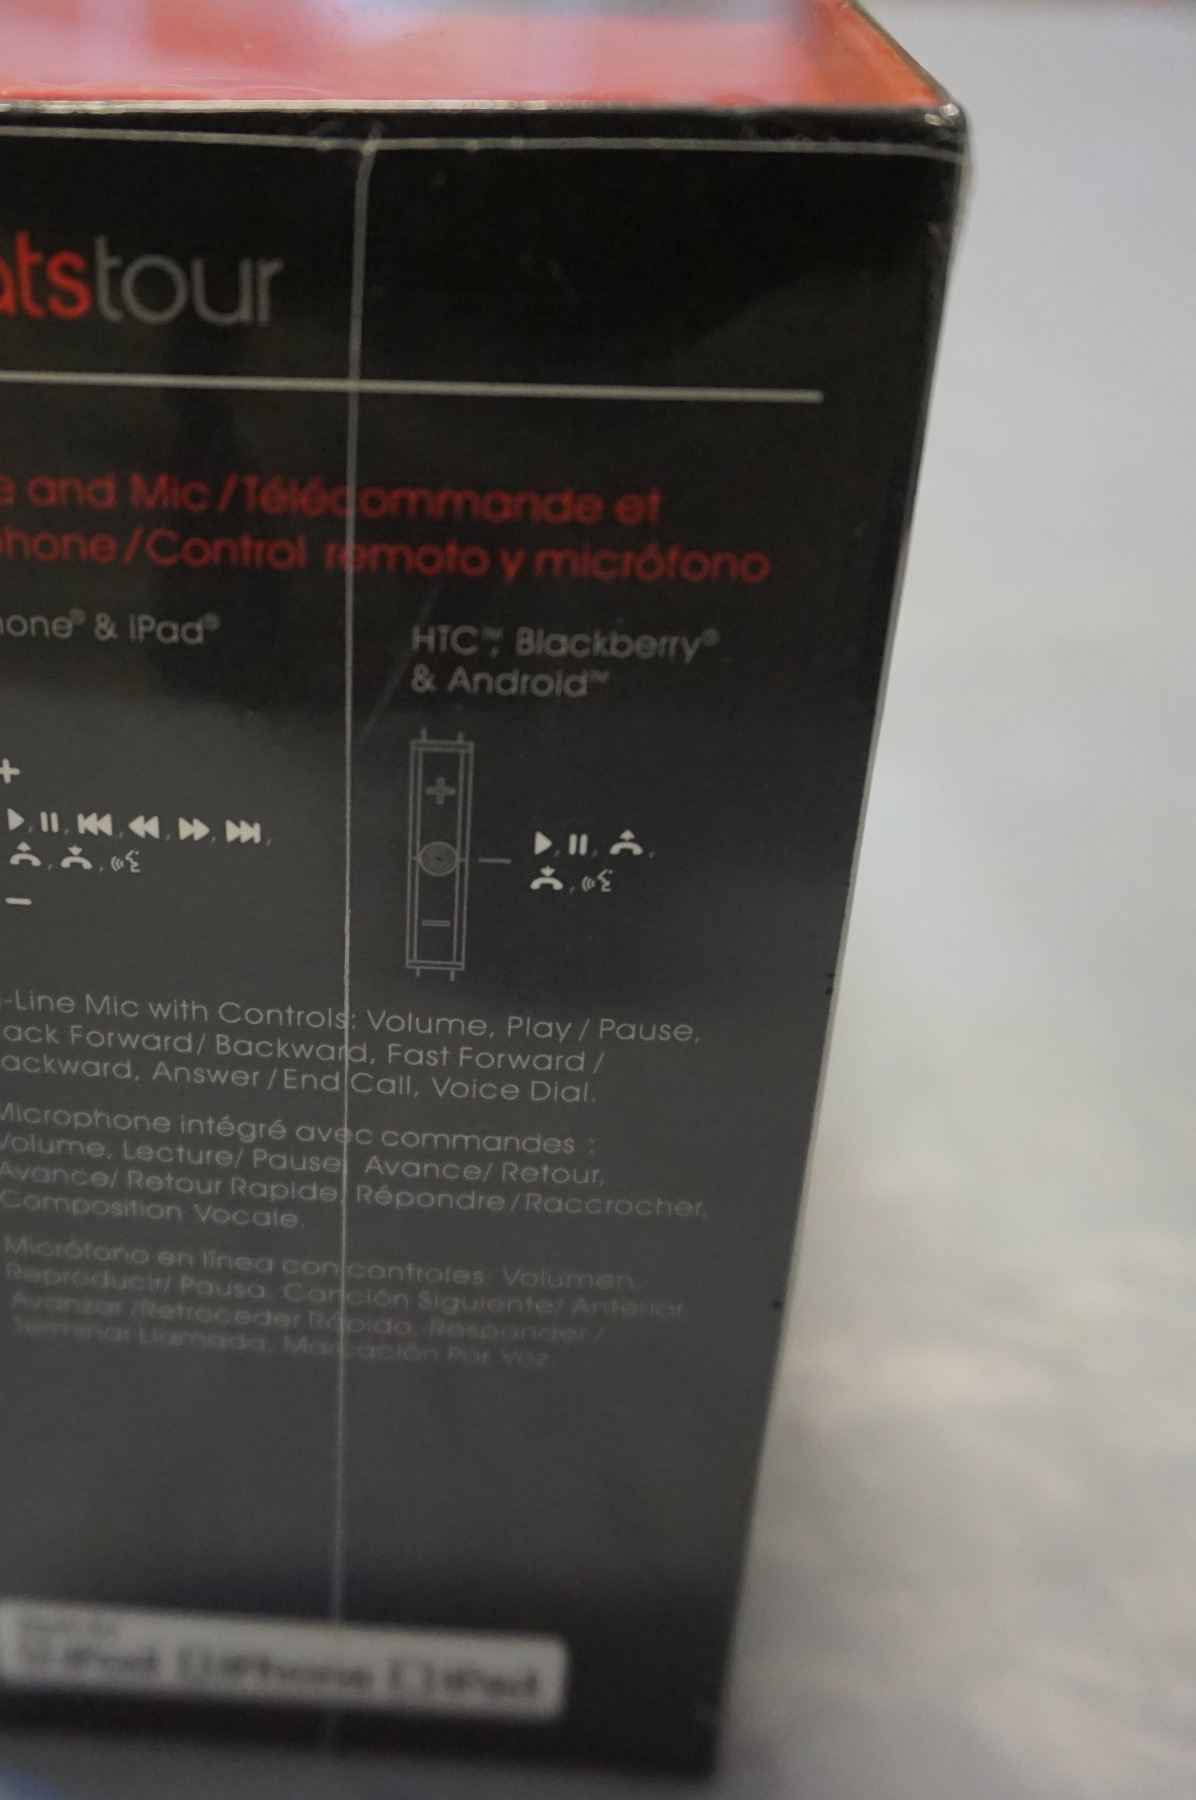 atstour
e and Mic/Télécommande et
phone/Control remoto y micrófono
hone® & iPad®
HTC™, Blackberry®
& Android™
-Line Mic with Controls: Volume, Play / Pause,
ack Forward/ Backward, Fast Forward /
ackward, Answer / End Call, Voice Dial.
Microphone intégré avec commandes :
Volume, Lecture/ Pause, Avance/ Retour,
Avance/ Retour Rapide, Répondre / Raccrocher,
Composition Vocale.
Micrófono en línea con controles: Volumen,
Reproducir/ Pausa, Canción Siguiente/ Anterior,
Avanzar /Retroceder Rápido, Responder /
Terminar Llamada, Marcación Por Voz.
iPod iPhone iPad